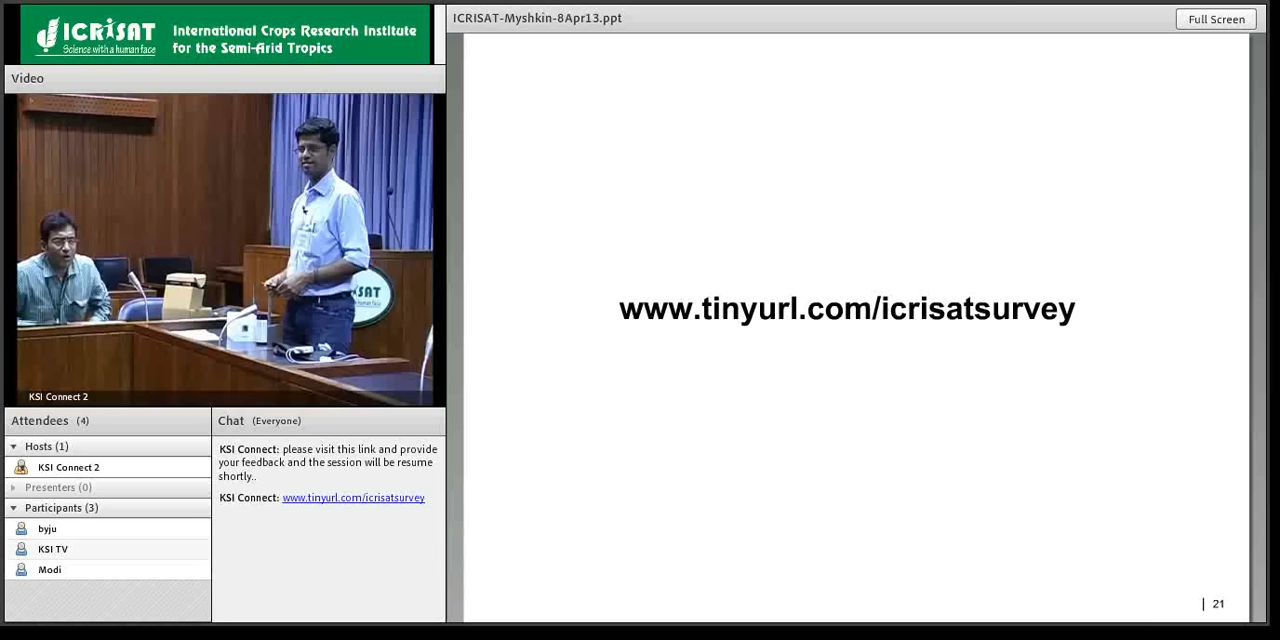 ICRISAT
Science with a human face
International Crops Research Institute
for the Semi-Arid Tropics
Video
SAT
KSI Connect 2
Attendees (4)
Hosts (1)
KSI Connect 2
Presenters (0)
Participants (3)
byju
KSI TV
Modi
Chat (Everyone)
KSI Connect: please visit this link and provide
your feedback and the session will be resume
shortly..
KSI Connect: www.tinyurl.com/icrisatsurvey
ICRISAT-Myshkin-8Apr13.ppt
Full Screen
www.tinyurl.com/icrisatsurvey
| 21